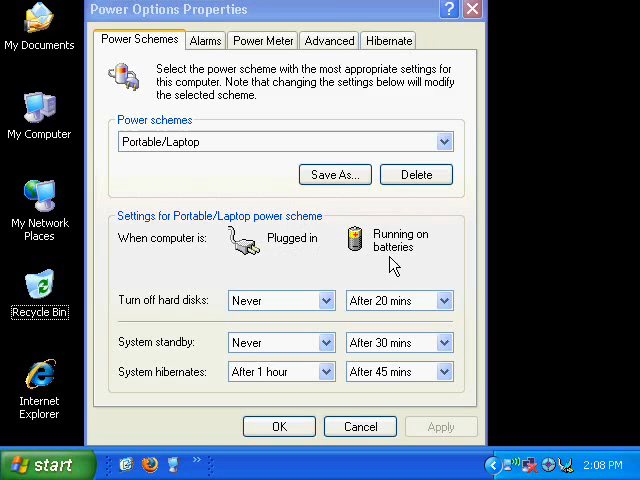 Power Options Properties
My Documents
My Computer
My Network
Places
Recycle Bin
Internet
Explorer
Power Schemes
Alarms
Power Meter
Advanced
Hibernate
Select the power scheme with the most appropriate settings for
this computer. Note that changing the settings below will modify
the selected scheme.
Power schemes
Portable/Laptop
Save As...
Delete
Settings for Portable/Laptop power scheme
When computer is:
Plugged in
Running on
batteries
Turn off hard disks:
Never
After 20 mins
System standby:
Never
After 30 mins
System hibernates:
After 1 hour
After 45 mins
OK
Cancel
Apply
start
2:08 PM